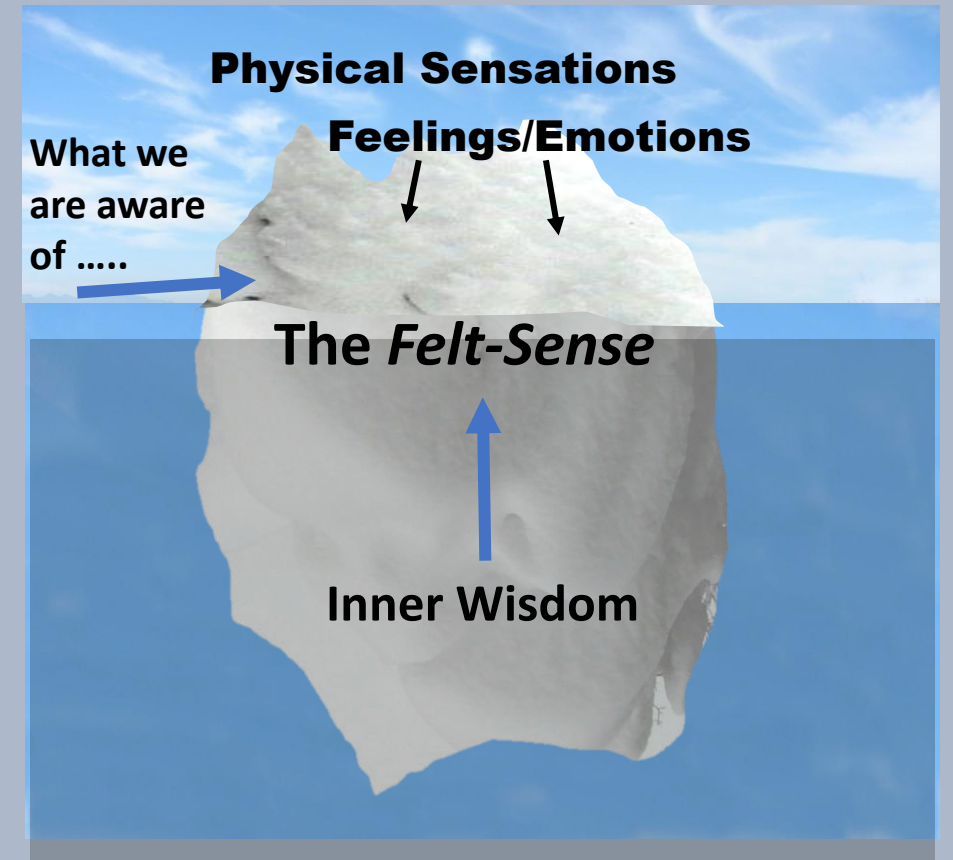 Physical Sensations
Feelings/Emotions
What we
are aware
of …..
The Felt-Sense
Inner Wisdom